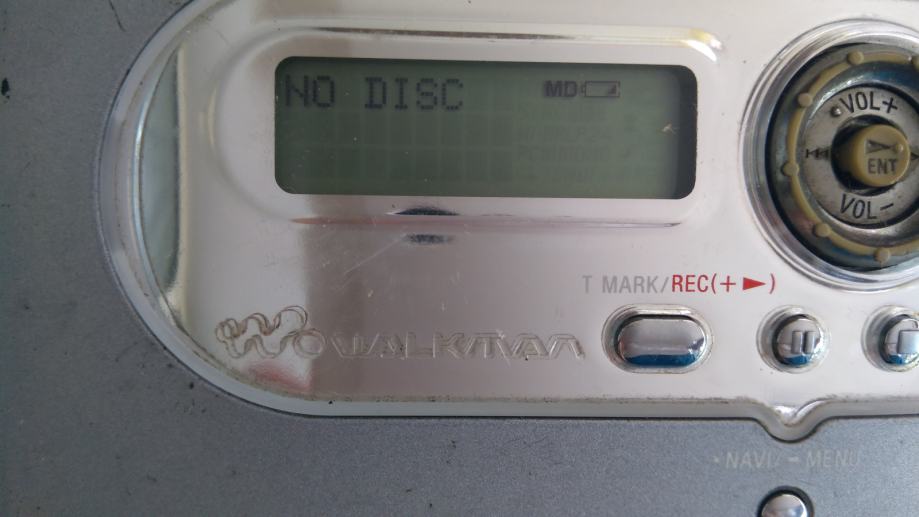 NO DISC MD
VOL+
ENT
VOL−
T MARK/REC(+►)
WALKMAN
•NAVI/ – MENU